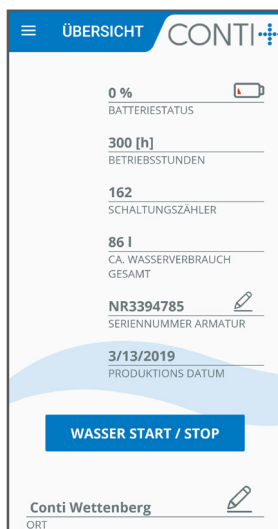 ÜBERSICHT CONTI+
0 %
BATTERIESTATUS
300 [h]
BETRIEBSSTUNDEN
162
SCHALTUNGSZÄHLER
86 l
CA. WASSERVERBRAUCH
GESAMT
NR3394785
SERIENNUMMER ARMATUR
3/13/2019
PRODUKTIONS DATUM
WASSER START / STOP
Conti Wettenberg
ORT